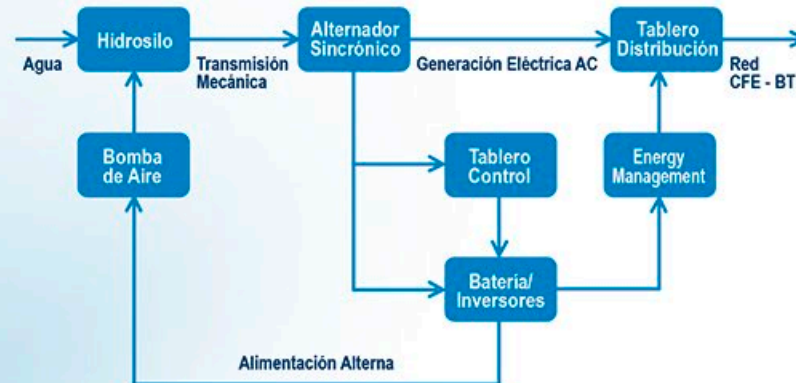 Hidrosilo
Alternador
Sincrónico
Tablero
Distribución
Agua
Transmisión
Mecánica
Generación Eléctrica AC
Red
CFE - BT
Bomba
de Aire
Tablero
Control
Energy
Management
Bateria/
Inversores
Alimentación Alterna